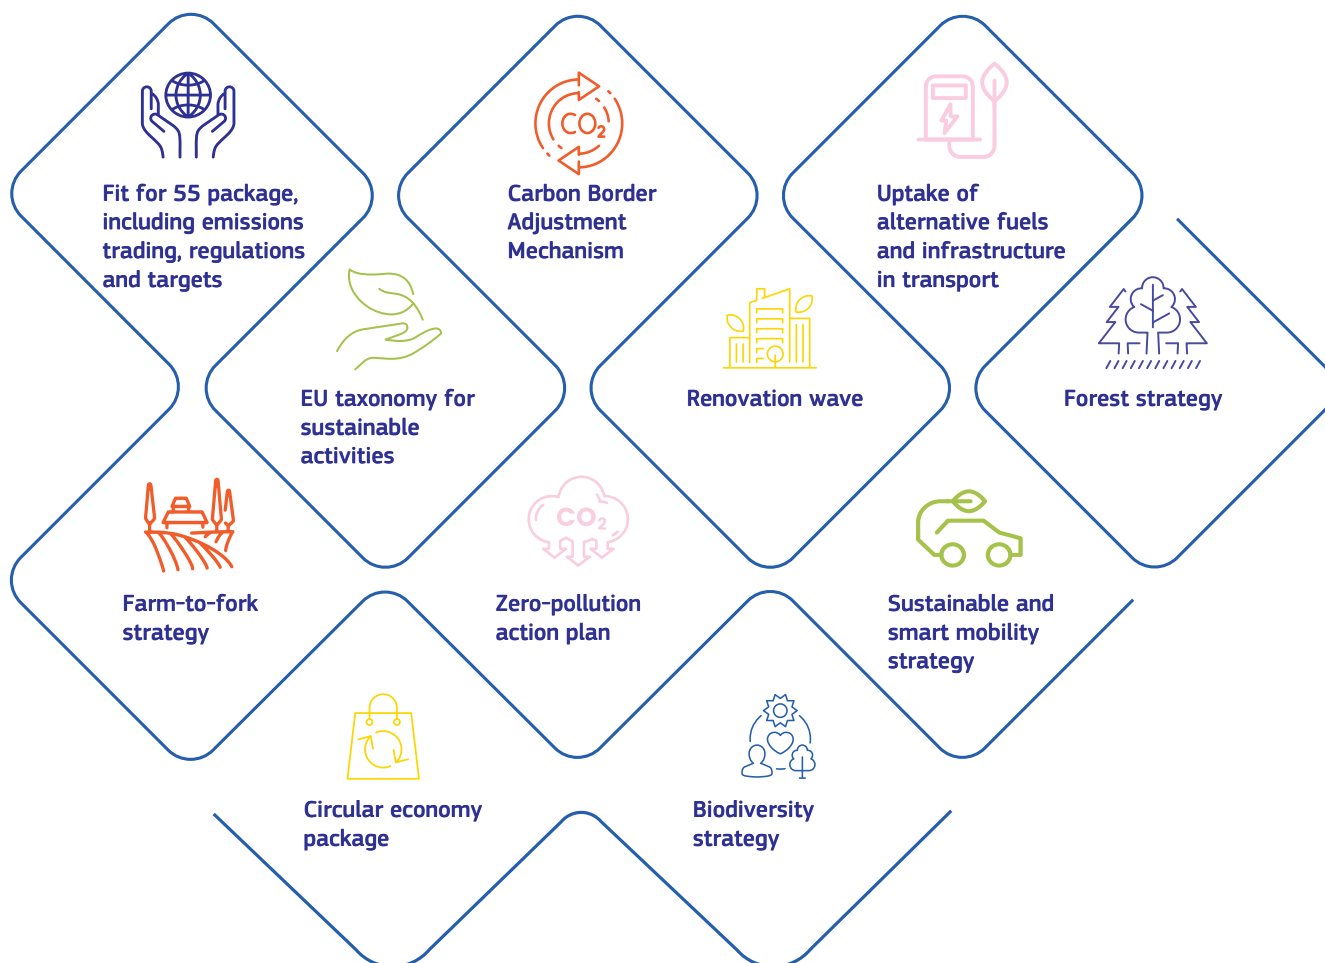 Fit for 55 package,
including emissions
trading, regulations
and targets
CO2
Carbon Border
Adjustment
Mechanism
Uptake of
alternative fuels
and infrastructure
in transport
EU taxonomy for
sustainable
activities
Renovation wave
Forest strategy
Farm-to-fork
strategy
CO2
Zero-pollution
action plan
Sustainable and
smart mobility
strategy
Circular economy
package
Biodiversity
strategy